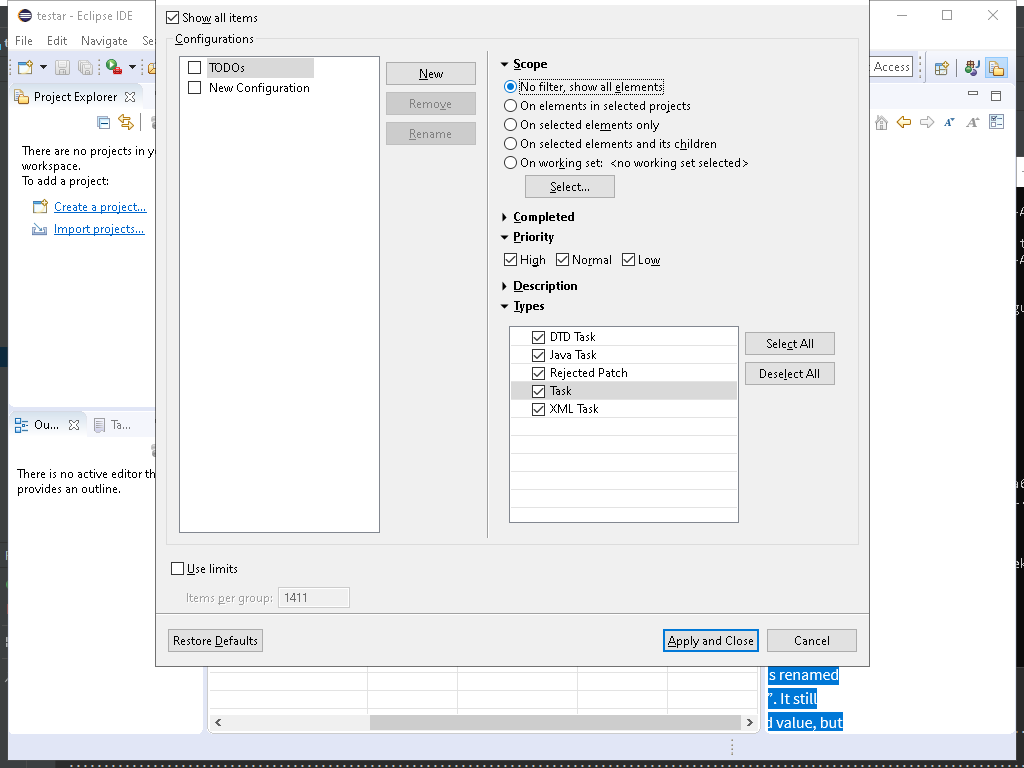 testar - Eclipse IDE
File Edit Navigate Se
Project Explorer
There are no projects in y
workspace.
To add a project:
Create a project...
Import projects...
Ou... Ta...
There is no active editor th
provides an outline.
Show all items
Configurations
TODOs
New Configuration
New
Remove
Rename
Scope
No filter, show all elements
On elements in selected projects
On selected elements only
On selected elements and its children
On working set: <no working set selected>
Select...
Completed
Priority
High Normal Low
Description
Types
DTD Task
Java Task
Rejected Patch
Task
XML Task
Select All
Deselect All
Use limits
Items per group: 1411
Restore Defaults
Apply and Close
Cancel
Access
s renamed
”. It still
d value, but